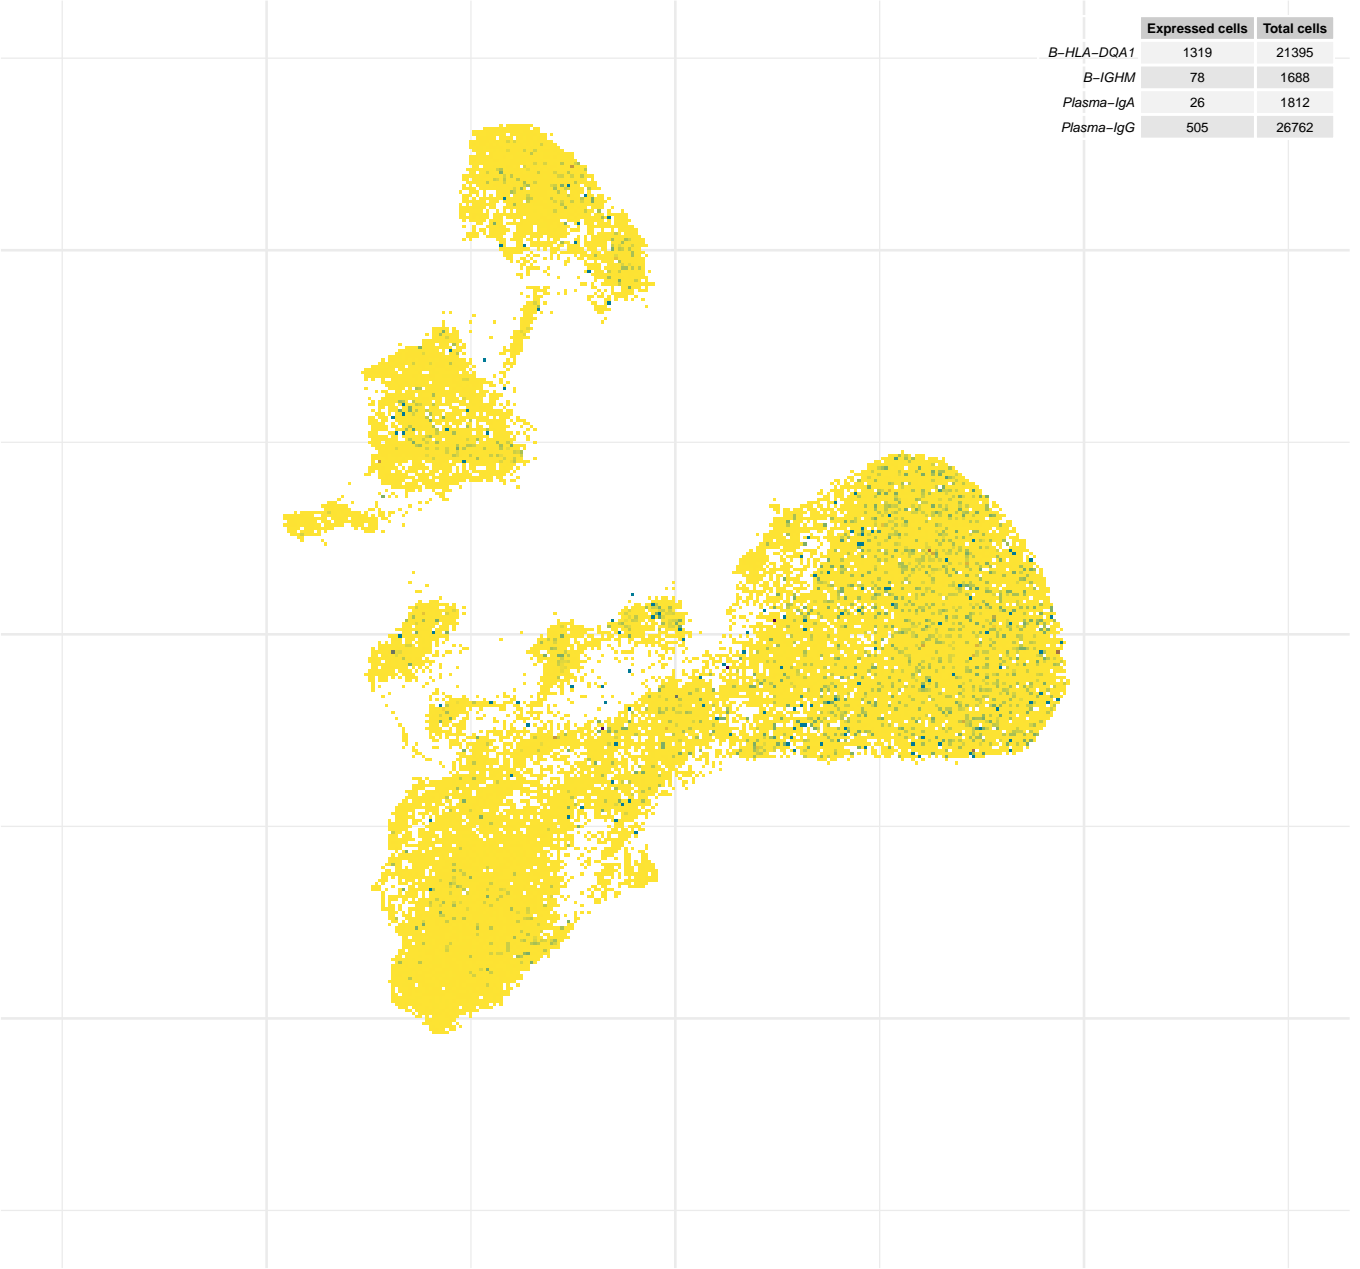 Expressed cells Total cells
B−HLA−DQA1 1319 21395
B−IGHM 78 1688
Plasma−IgA 26 1812
Plasma−IgG 505 26762